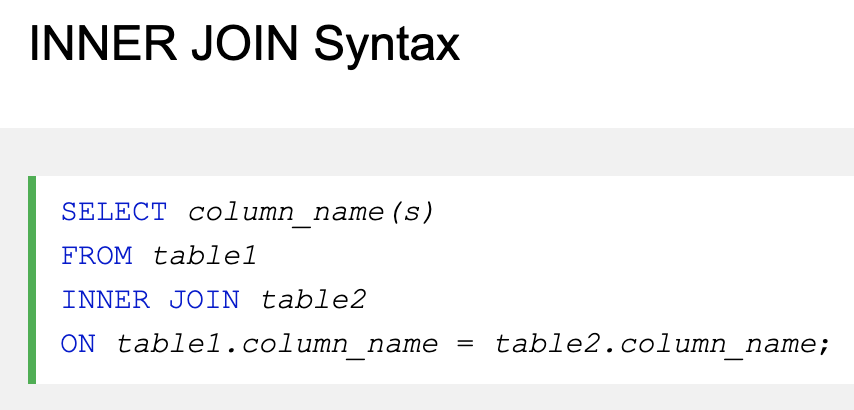 INNER JOIN Syntax
SELECT column_name(s)
FROM table1
INNER JOIN table2
ON table1.column_name = table2.column_name;